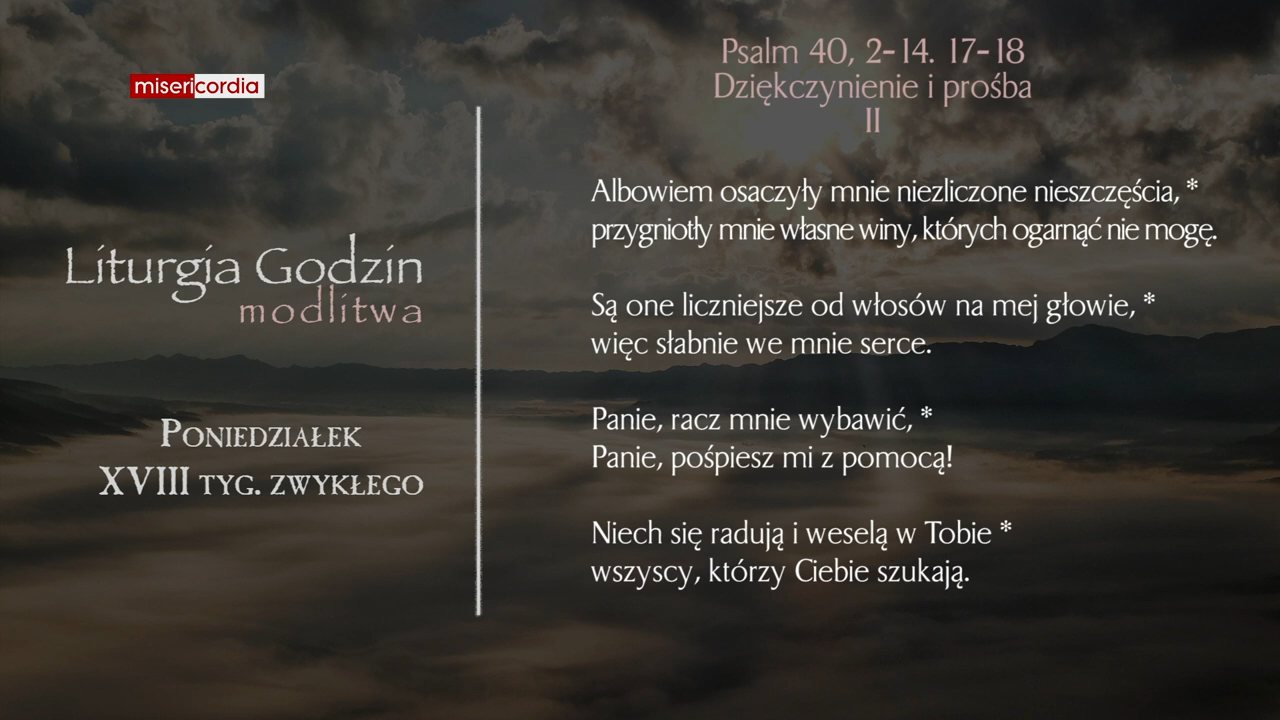 misericordia
Liturgia Godzin
modlitwa
Poniedziałek
XVIII tyg. zwykłego
Psalm 40, 2-14. 17-18
Dziękczynienie i prośba
II
Albowiem osaczyły mnie niezliczone nieszczęścia, *
przygniotły mnie własne winy, których ogarnąć nie mogę.
Są one liczniejsze od włosów na mej głowie, *
więc słabnie we mnie serce.
Panie, racz mnie wybawić, *
Panie, pośpiesz mi z pomocą!
Niech się radują i weselą w Tobie *
wszyscy, którzy Ciebie szukają.